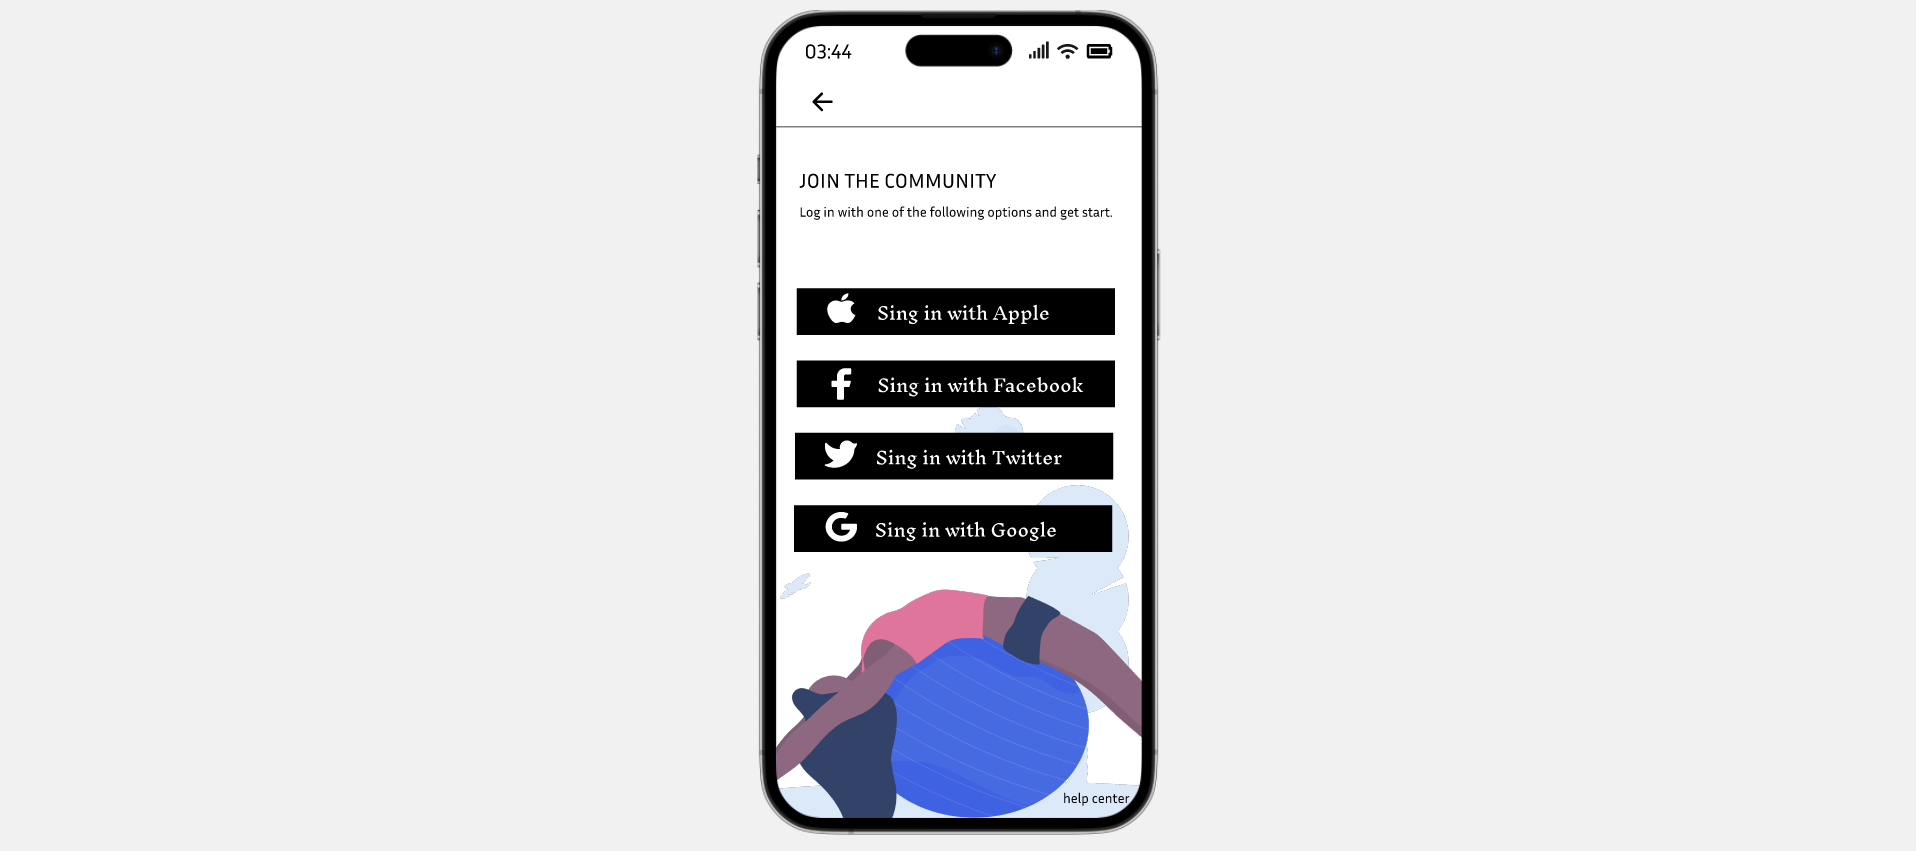 03:44
JOIN THE COMMUNITY
Log in with one of the following options and get start.
Sing in with Apple
Sing in with Facebook
Sing in with Twitter
Sing in with Google
help center